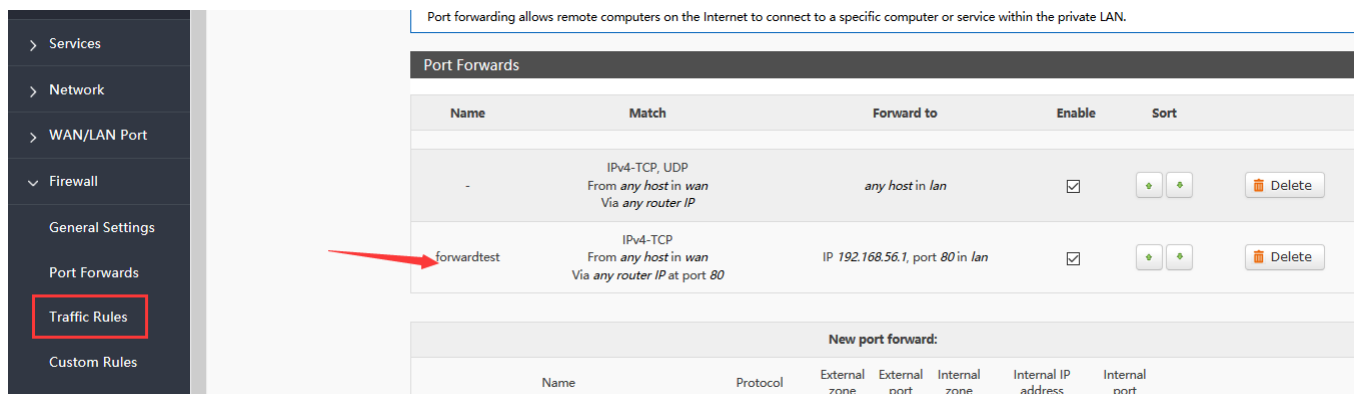 Port forwarding allows remote computers on the Internet to connect to a specific computer or service within the private LAN.
Services
Network
WAN/LAN Port
Firewall
General Settings
Port Forwards
Traffic Rules
Custom Rules
Port Forwards
Name Match Forward to Enable Sort
IPv4-TCP, UDP
- From any host in wan any host in lan Delete
Via any router IP
IPv4-TCP
forwardtest From any host in wan IP 192.168.56.1, port 80 in lan Delete
Via any router IP at port 80
New port forward:
Name Protocol External zone External port Internal zone Internal IP address Internal port